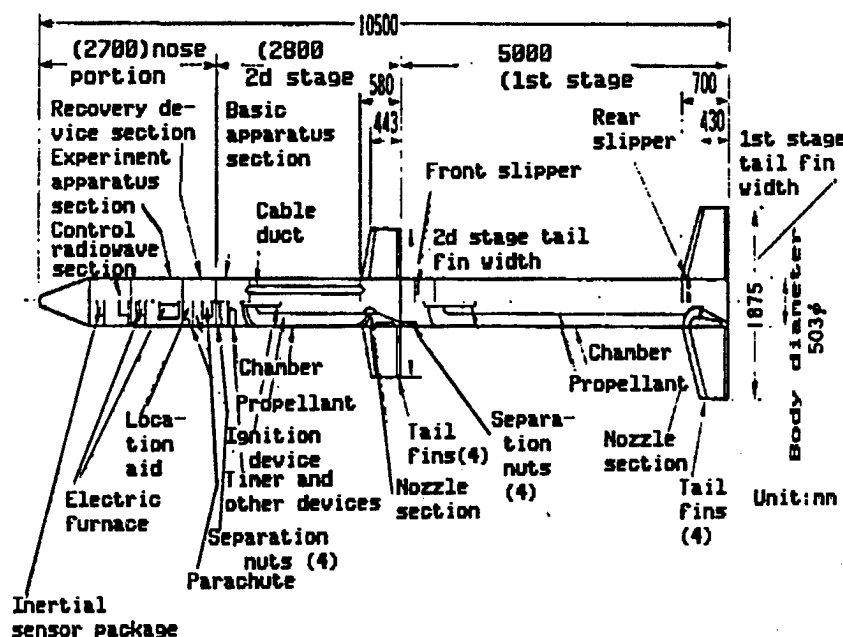 10500
(2700)nose
portion
(2800
2d stage
5000
(1st stage
580
443
700
430
Recovery de-
vice section
Experiment
apparatus
section
Control
radiowave
section
Basic
apparatus
section
Cable
duct
Front slipper
Rear
slipper
1st stage
tail fin
width
2d stage tail
fin width
1875
Body diameter
503ϕ
Chamber
Propellant
Ignition
device
Timer and
other devices
Separation
nuts (4)
Parachute
Loca-
tion
aid
Electric
furnace
Inertial
sensor package
Tail
fins(4)
Nozzle
section
Separa-
tion
nuts
(4)
Chamber
Propellant
Nozzle
section
Tail
fins
(4)
Unit:mm